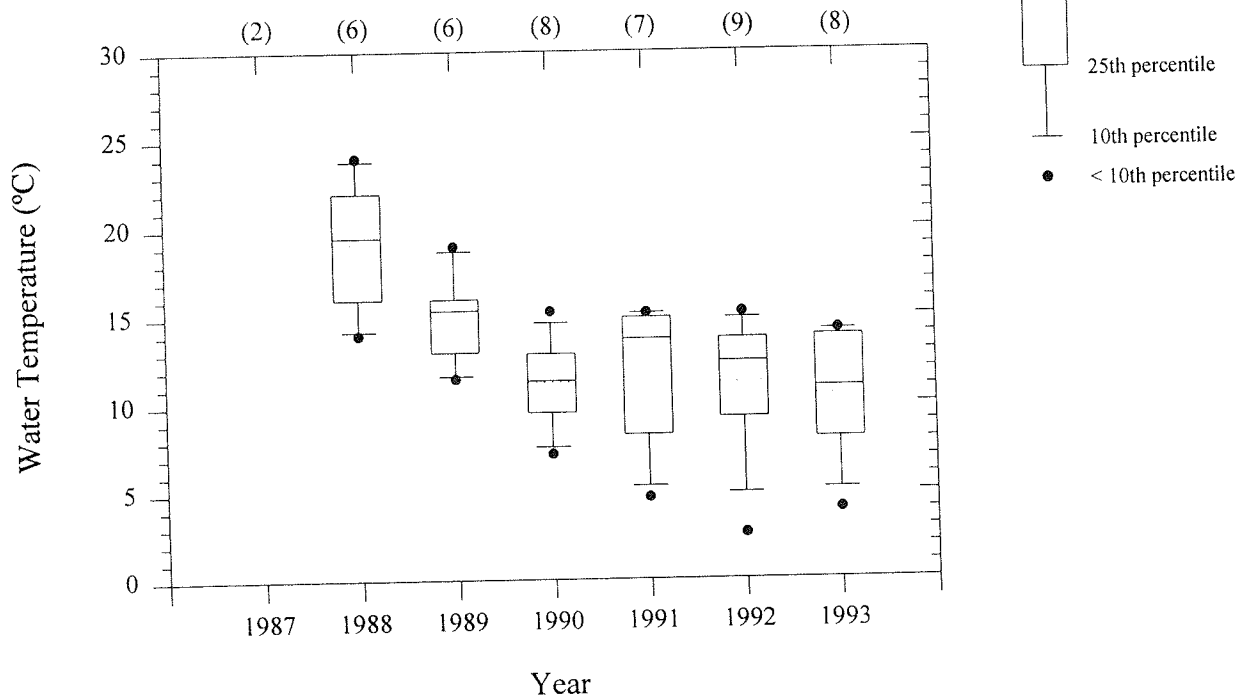 (2) (6) (6) (8) (7) (9) (8)
30
25
20
15
10
5
0
Water Temperature (ºC)
1987 1988 1989 1990 1991 1992 1993
Year
25th percentile
10th percentile
< 10th percentile